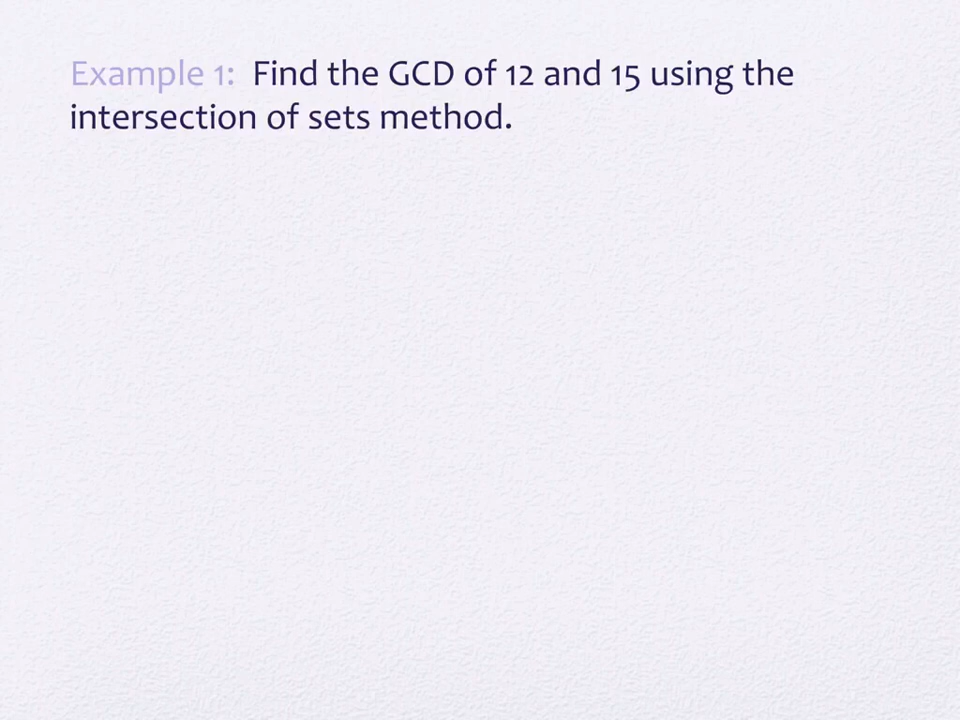 Example 1: Find the GCD of 12 and 15 using the
intersection of sets method.